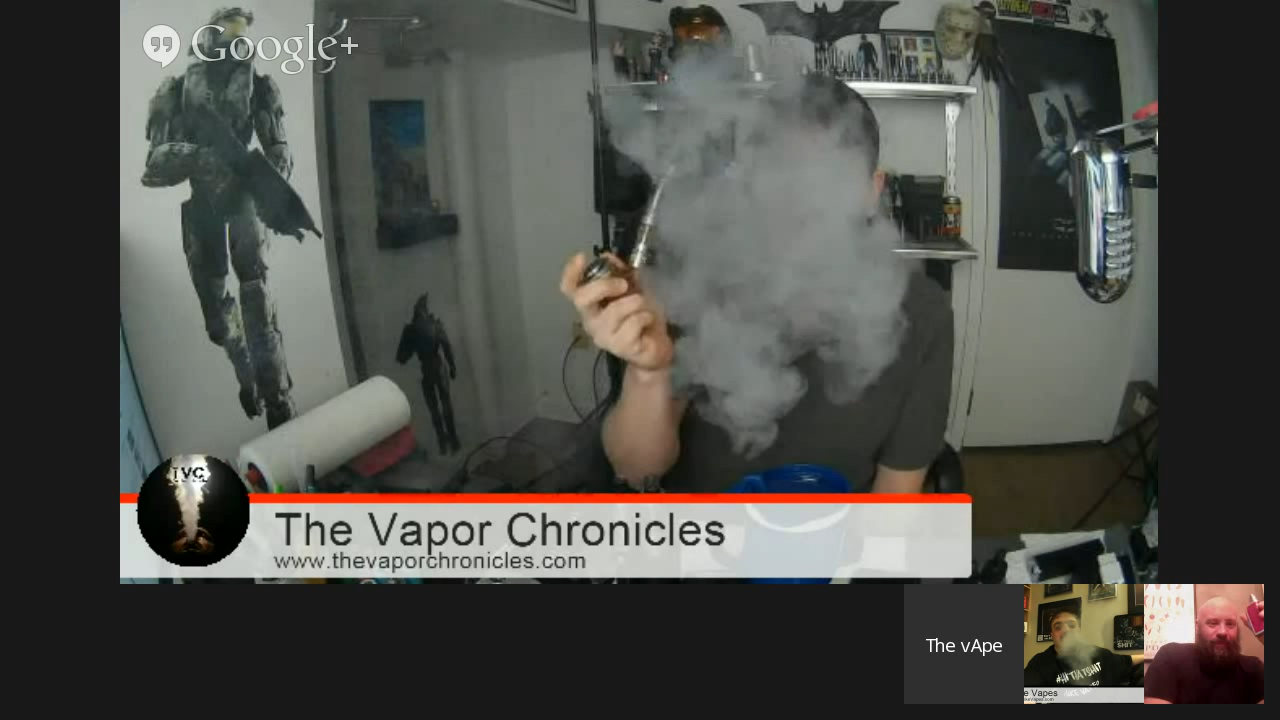 Google+
TVC
The Vapor Chronicles
www.thevaporchronicles.com
The vApe
e Vapes